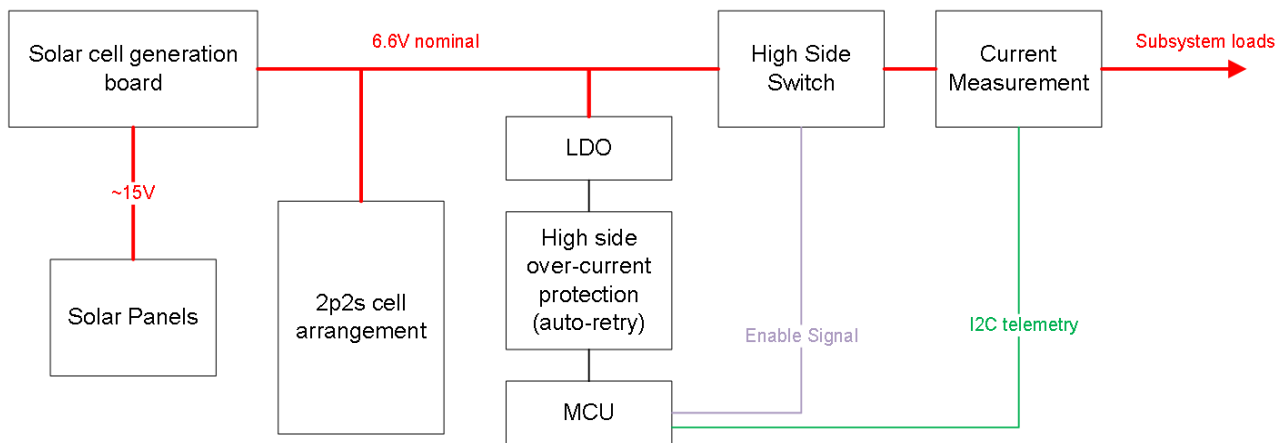 Solar cell generation
board
6.6V nominal
High Side
Switch
Current
Measurement
Subsystem loads
~15V
LDO
Solar Panels
2p2s cell
arrangement
High side
over-current
protection
(auto-retry)
Enable Signal
I2C telemetry
MCU